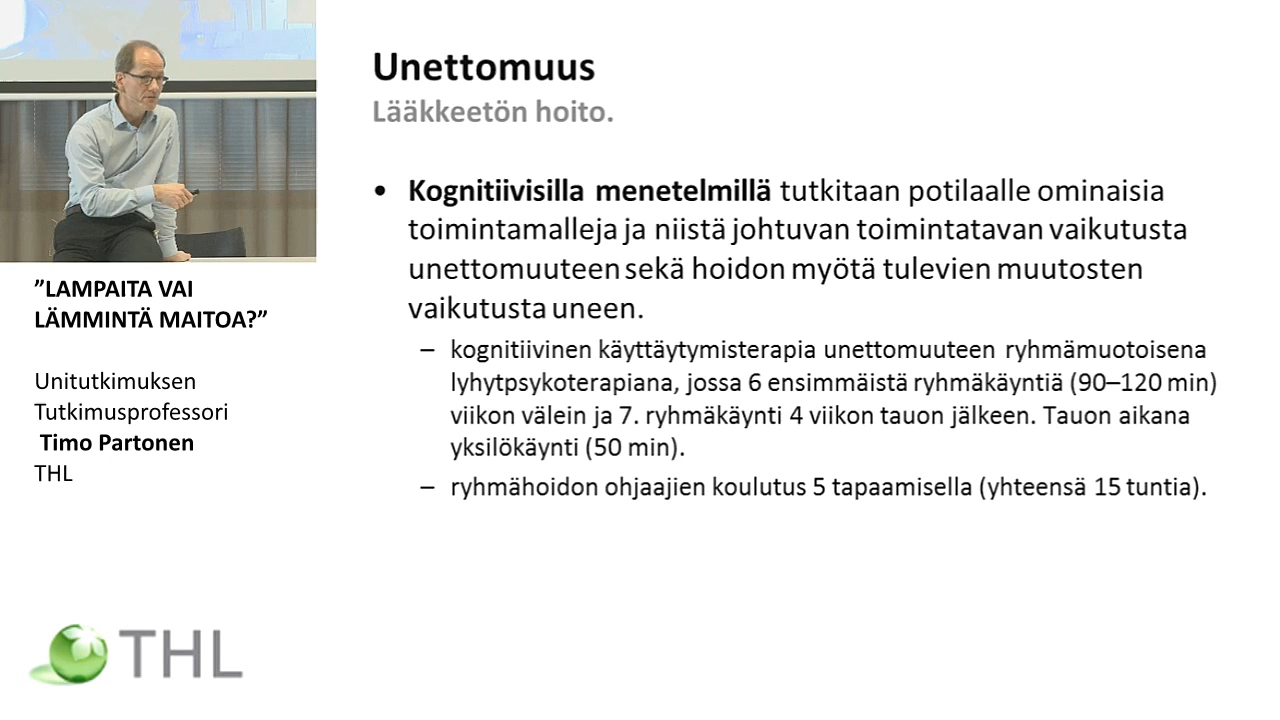 Unettomuus
Lääkkeetön hoito.
• Kognitiivisilla menetelmillä tutkitaan potilaalle ominaisia
toimintamalleja ja niistä johtuvan toimintatavan vaikutusta
unettomuuteen sekä hoidon myötä tulevien muutosten
vaikutusta uneen.
– kognitiivinen käyttäytymisterapia unettomuuteen ryhmämuotoisena
lyhytpsykoterapiana, jossa 6 ensimmäistä ryhmäkäyntiä (90–120 min)
viikon välein ja 7. ryhmäkäynti 4 viikon tauon jälkeen. Tauon aikana
yksilökäynti (50 min).
– ryhmähoidon ohjaajien koulutus 5 tapaamisella (yhteensä 15 tuntia).
”LAMPAITA VAI
LÄMMINTÄ MAITOA?”
Unitutkimuksen
Tutkimusprofessori
Timo Partonen
THL
THL